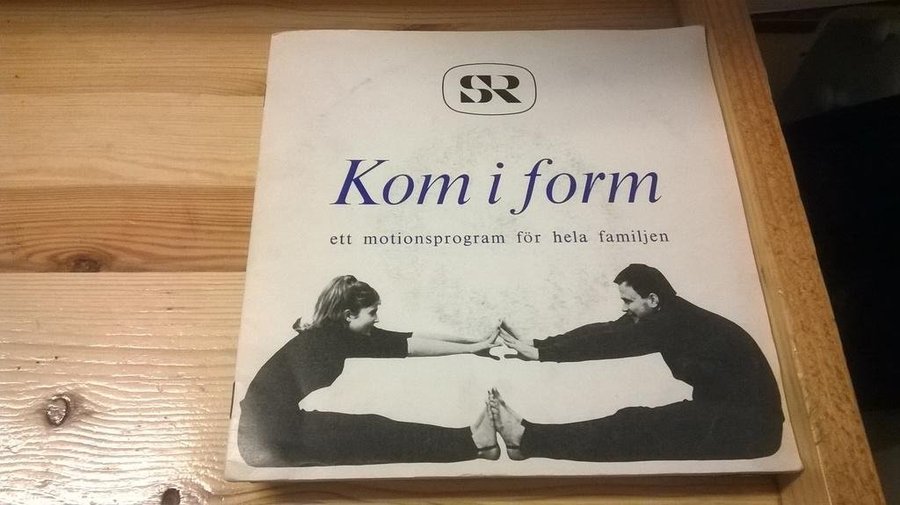 SR
Kom i form
ett motionsprogram för hela familjen